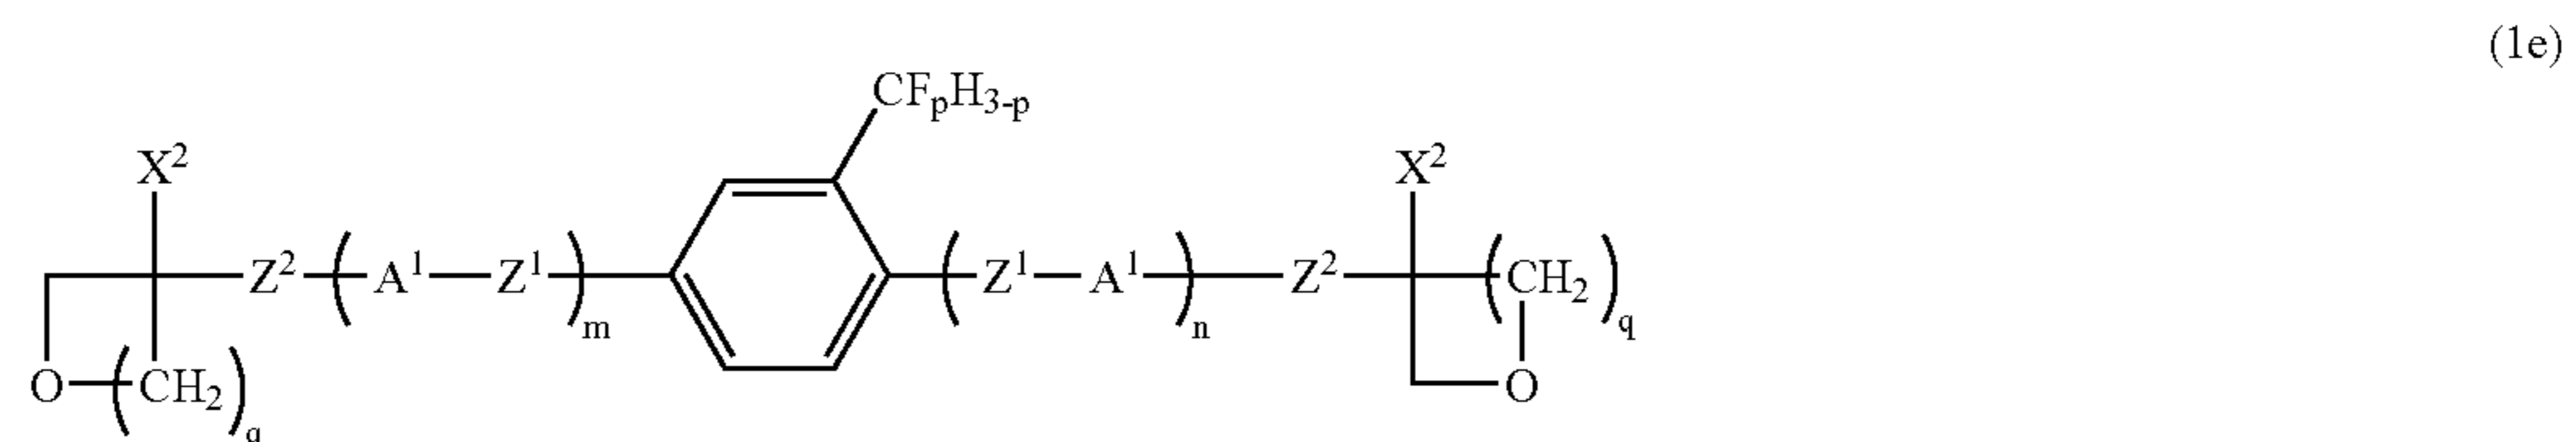 (1e)
CFpH3-p
X² X²
Z² ( A¹ Z¹ )m ( Z¹ A¹ )n Z² ( CH₂ )q
O ( CH₂ )q O